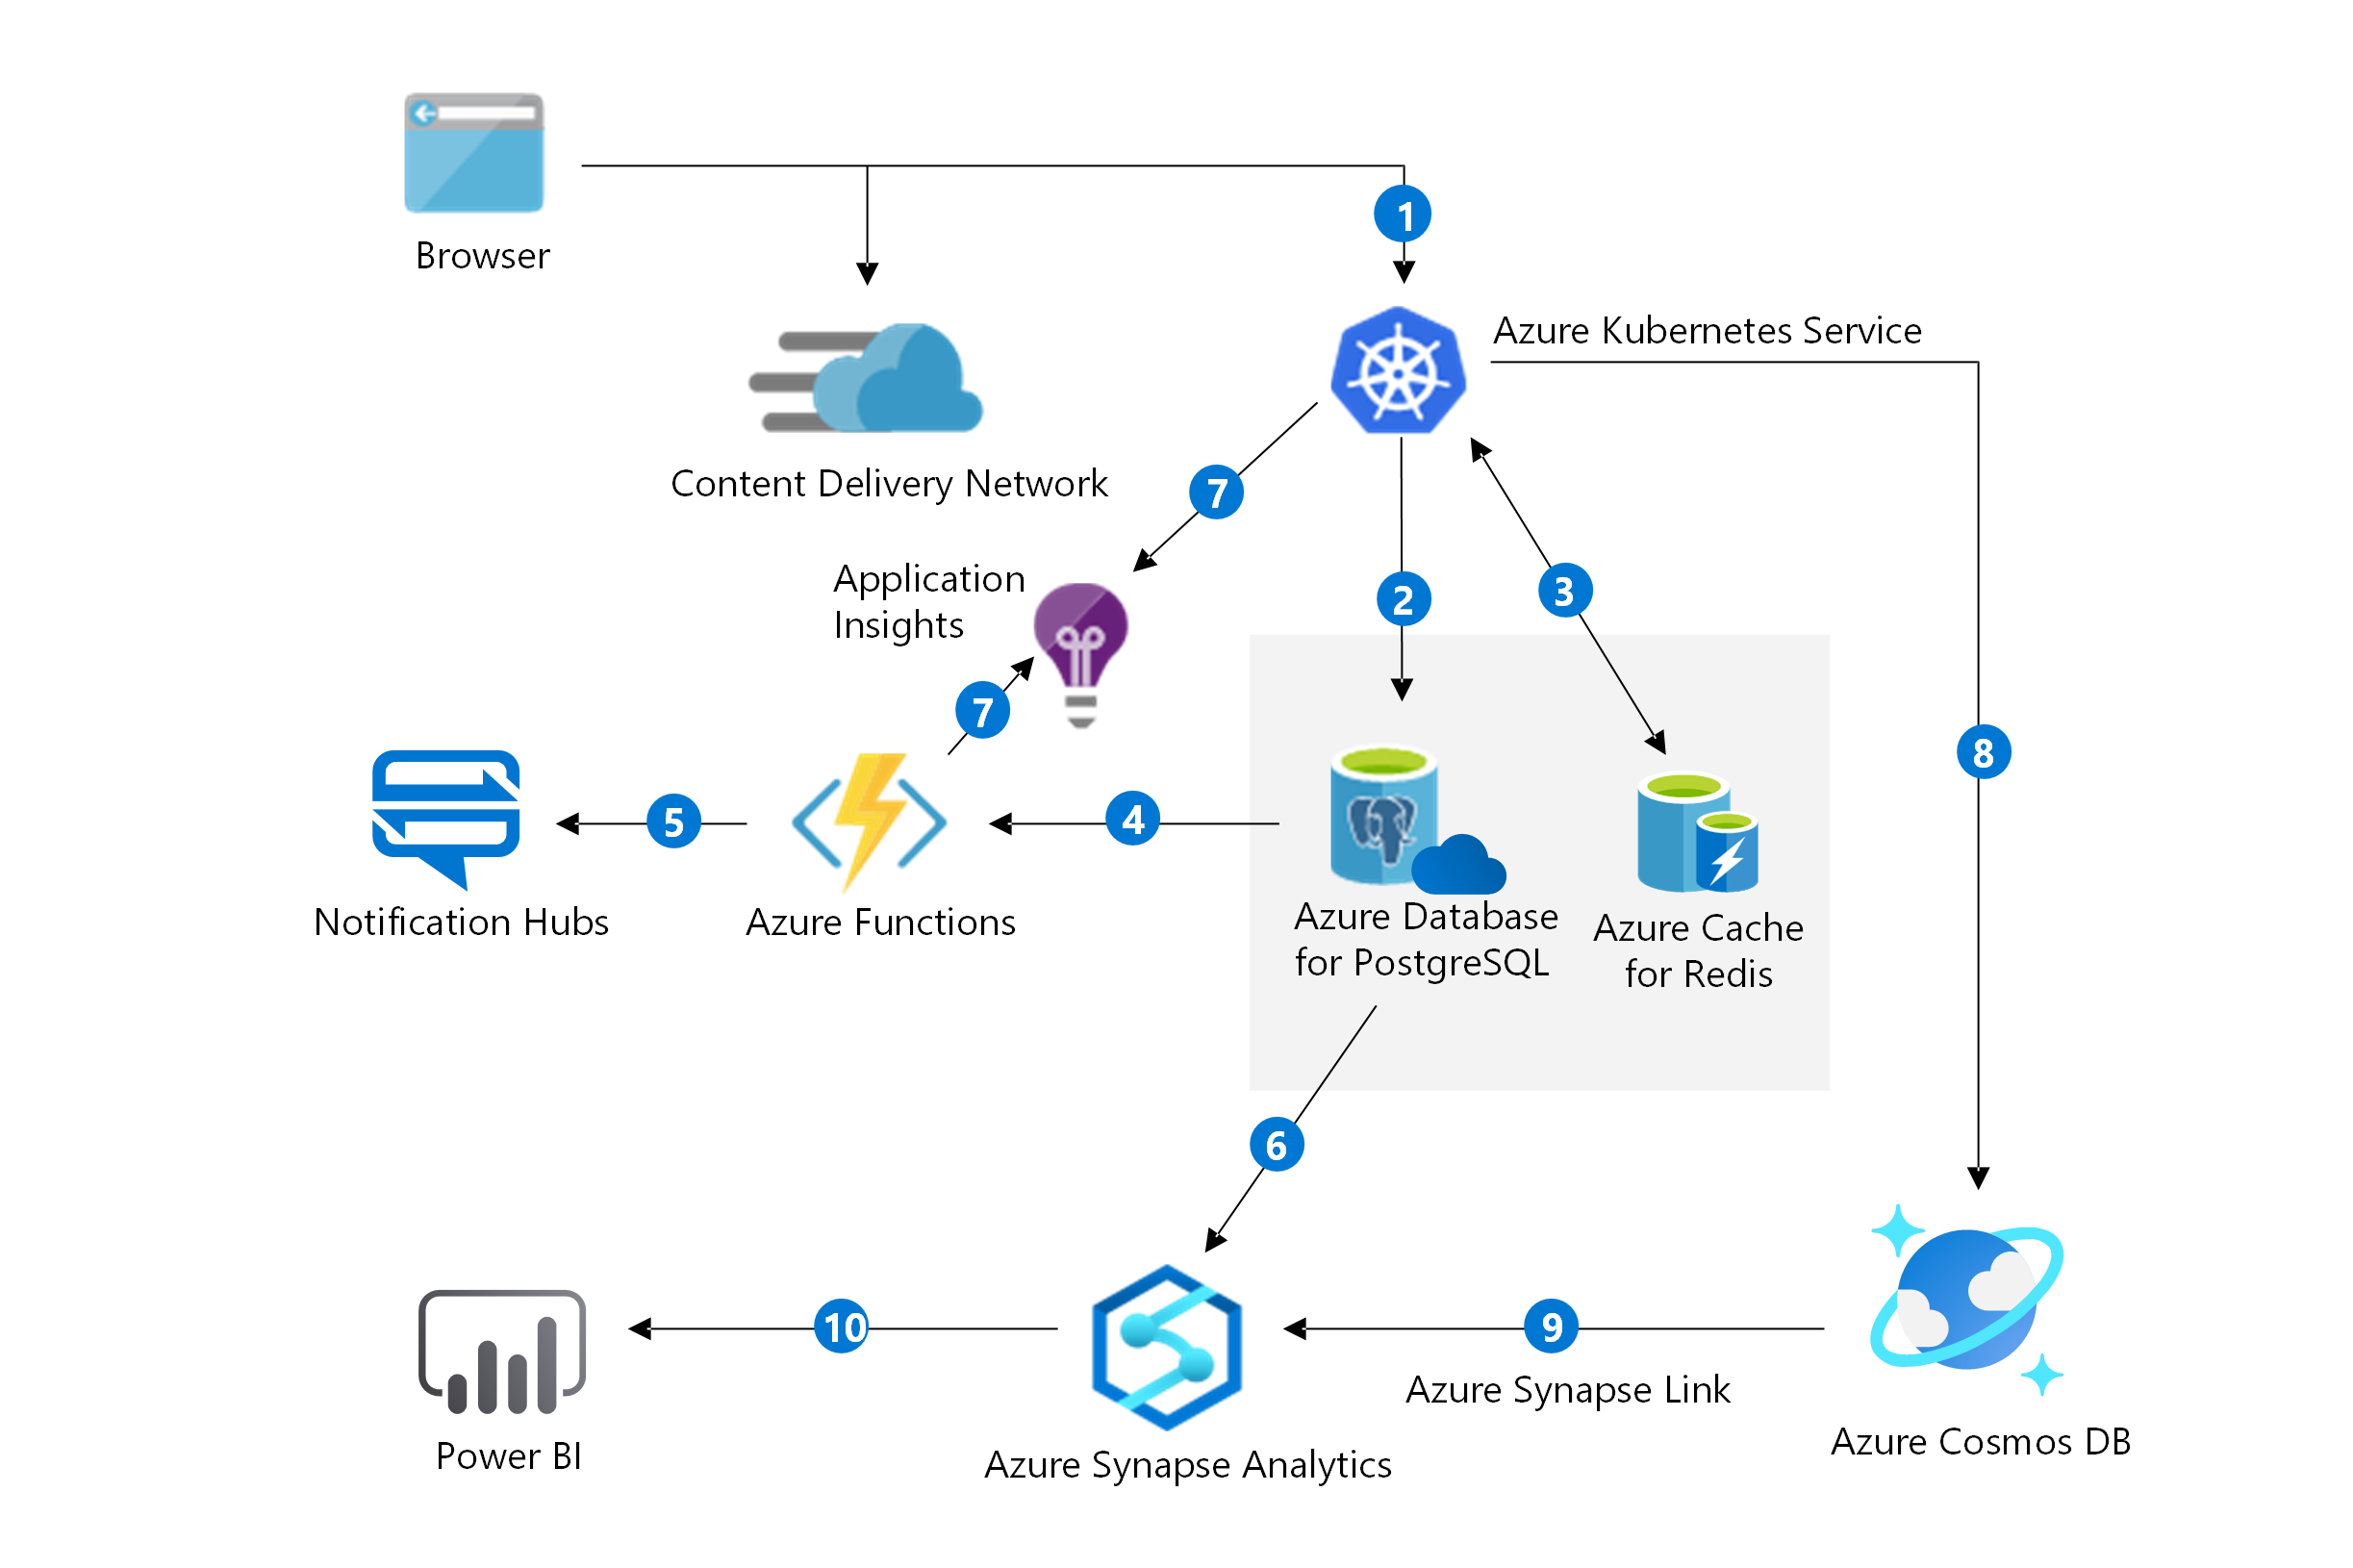 1
Browser
Azure Kubernetes Service
Content Delivery Network
7
Application
Insights
2
3
7
8
5
4
Notification Hubs
Azure Functions
Azure Database
for PostgreSQL
Azure Cache
for Redis
6
10
9
Azure Synapse Link
Power BI
Azure Synapse Analytics
Azure Cosmos DB